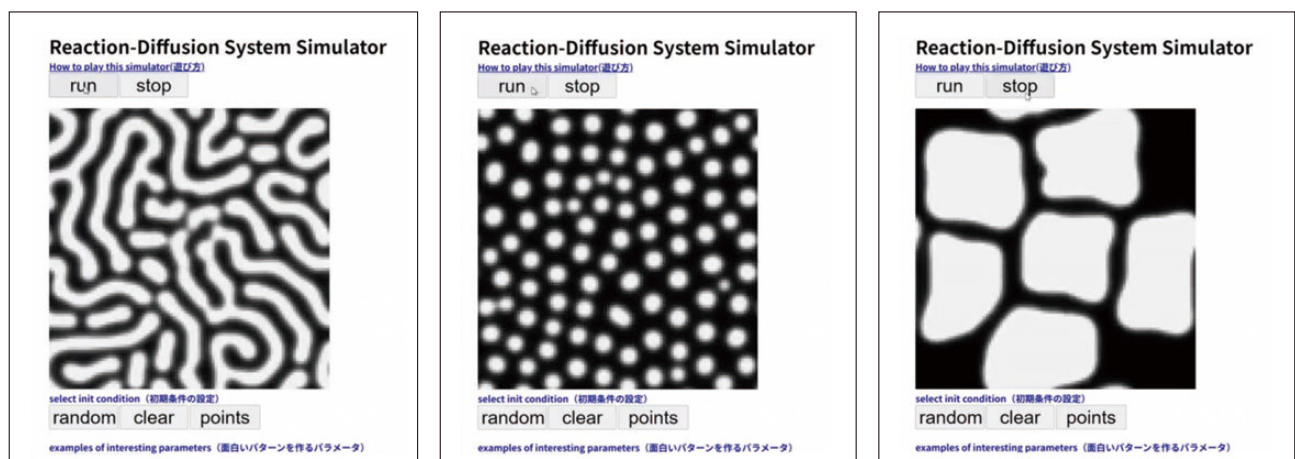 Reaction-Diffusion System Simulator
How to play this simulator(遊び方)
run stop
select init condition（初期条件の設定）
random clear points
examples of interesting parameters（面白いパターンを作るパラメータ）
Reaction-Diffusion System Simulator
How to play this simulator(遊び方)
run stop
select init condition（初期条件の設定）
random clear points
examples of interesting parameters（面白いパターンを作るパラメータ）
Reaction-Diffusion System Simulator
How to play this simulator(遊び方)
run stop
select init condition（初期条件の設定）
random clear points
examples of interesting parameters（面白いパターンを作るパラメータ）